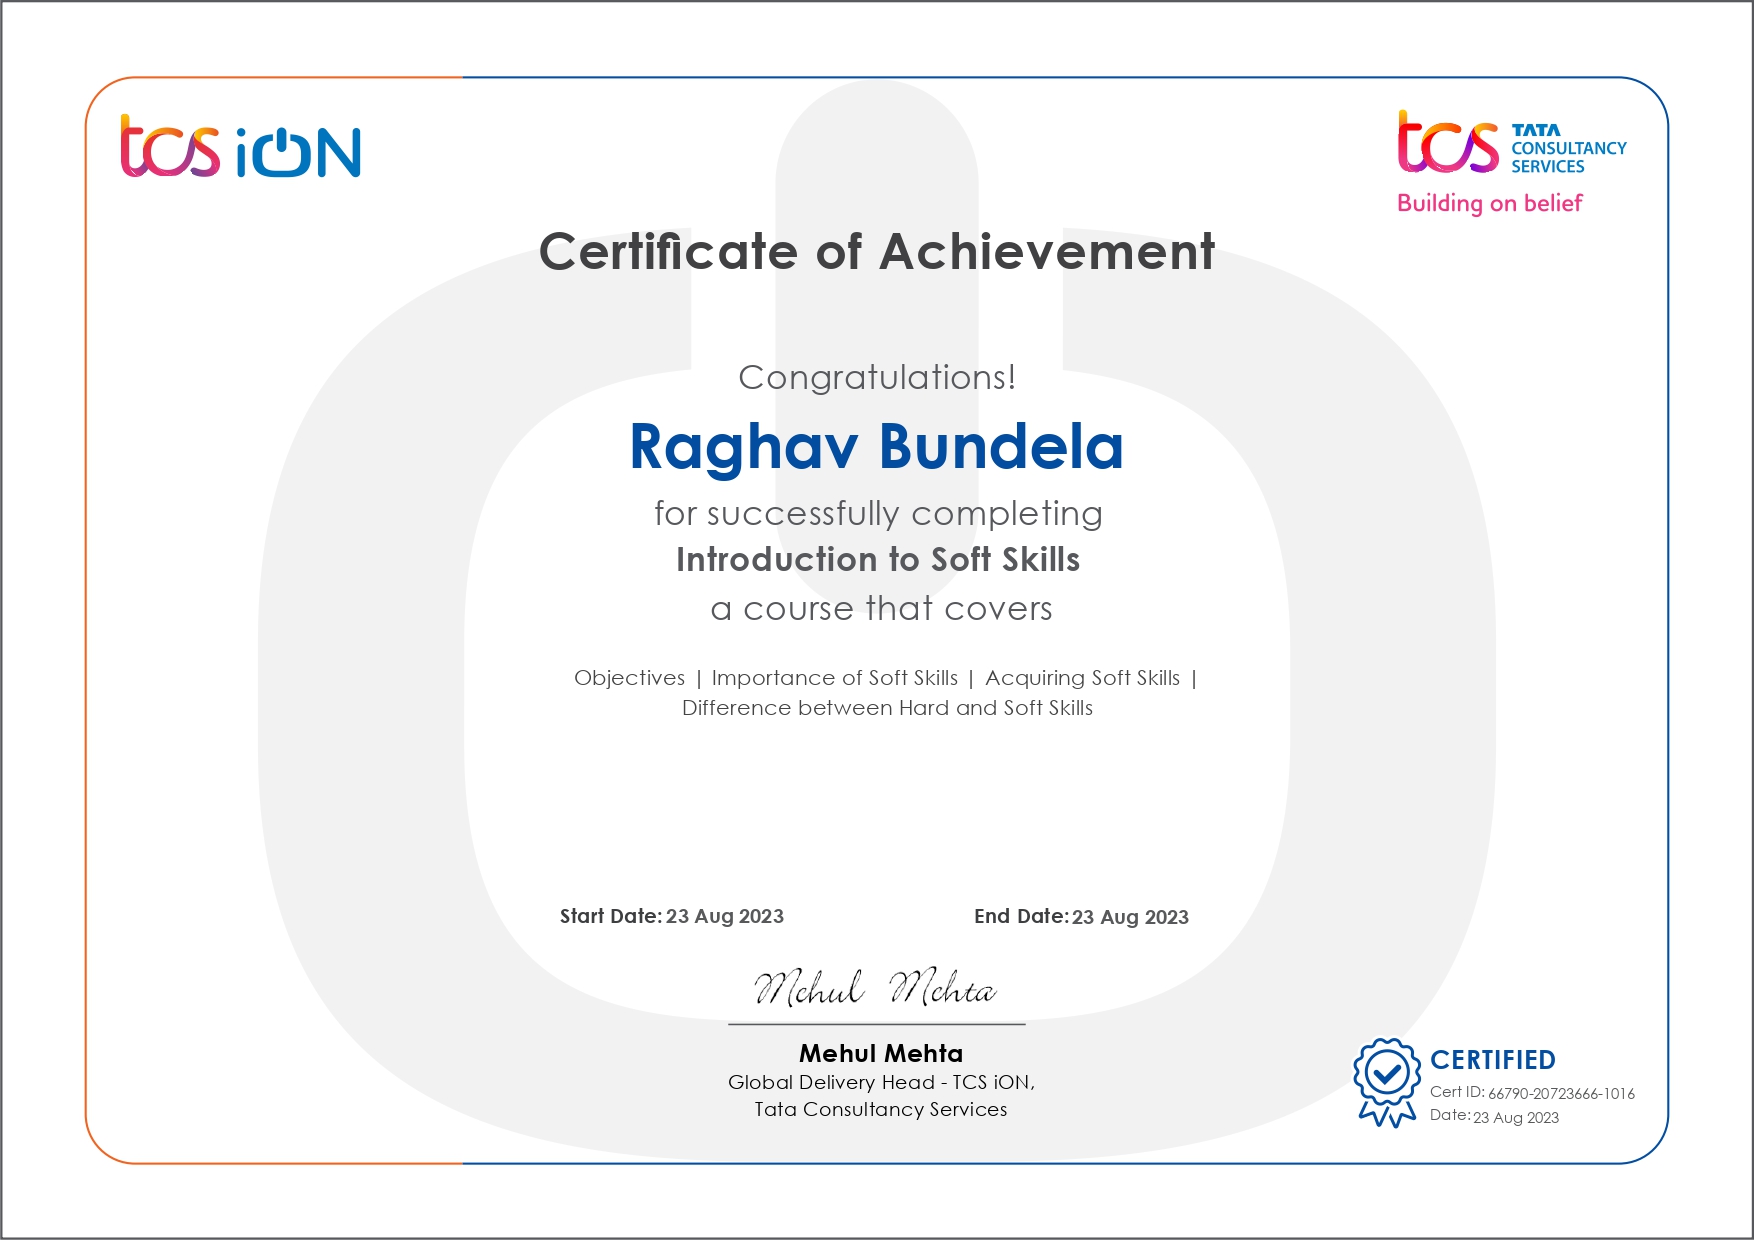 tcs iON
tcs TATA
CONSULTANCY
SERVICES
Building on belief
Certificate of Achievement
Congratulations!
Raghav Bundela
for successfully completing
Introduction to Soft Skills
a course that covers
Objectives | Importance of Soft Skills | Acquiring Soft Skills |
Difference between Hard and Soft Skills
Start Date: 23 Aug 2023
End Date: 23 Aug 2023
Mehul Mehta
Mehul Mehta
Global Delivery Head - TCS iON,
Tata Consultancy Services
CERTIFIED
Cert ID: 66790-20723666-1016
Date: 23 Aug 2023